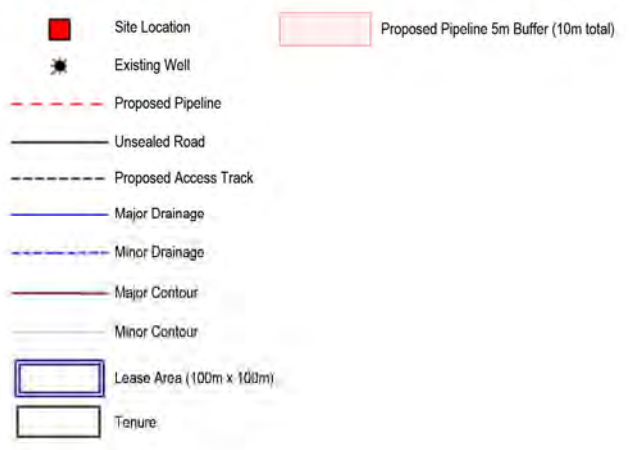 Site Location
Proposed Pipeline 5m Buffer (10m total)
Existing Well
Proposed Pipeline
Unsealed Road
Proposed Access Track
Major Drainage
Minor Drainage
Major Contour
Minor Contour
Lease Area (100m x 100m)
Tenure